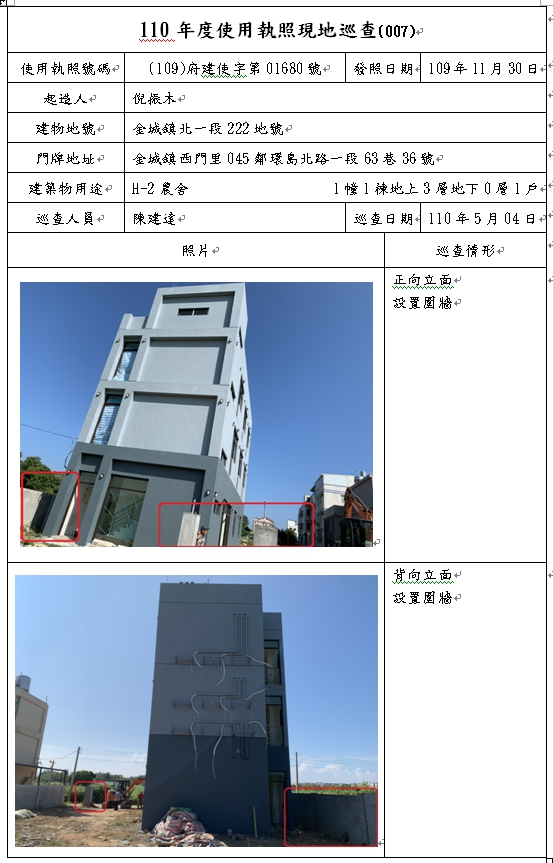 110 年度使用執照現地巡查(007)
使用執照號碼 (109)府建使字第 01680 號 發照日期 109 年 11 月 30 日
起造人 倪振木
建物地號 金城鎮北一段 222 地號
門牌地址 金城鎮西門里 045 鄰環島北路一段 63 巷 36 號
建築物用途 H-2 農舍 1 幢 1 棟地上 3 層地下 0 層 1 戶
巡查人員 陳建達 巡查日期 110 年 5 月 04 日
照片 巡查情形
正向立面
設置圍牆
背向立面
設置圍牆